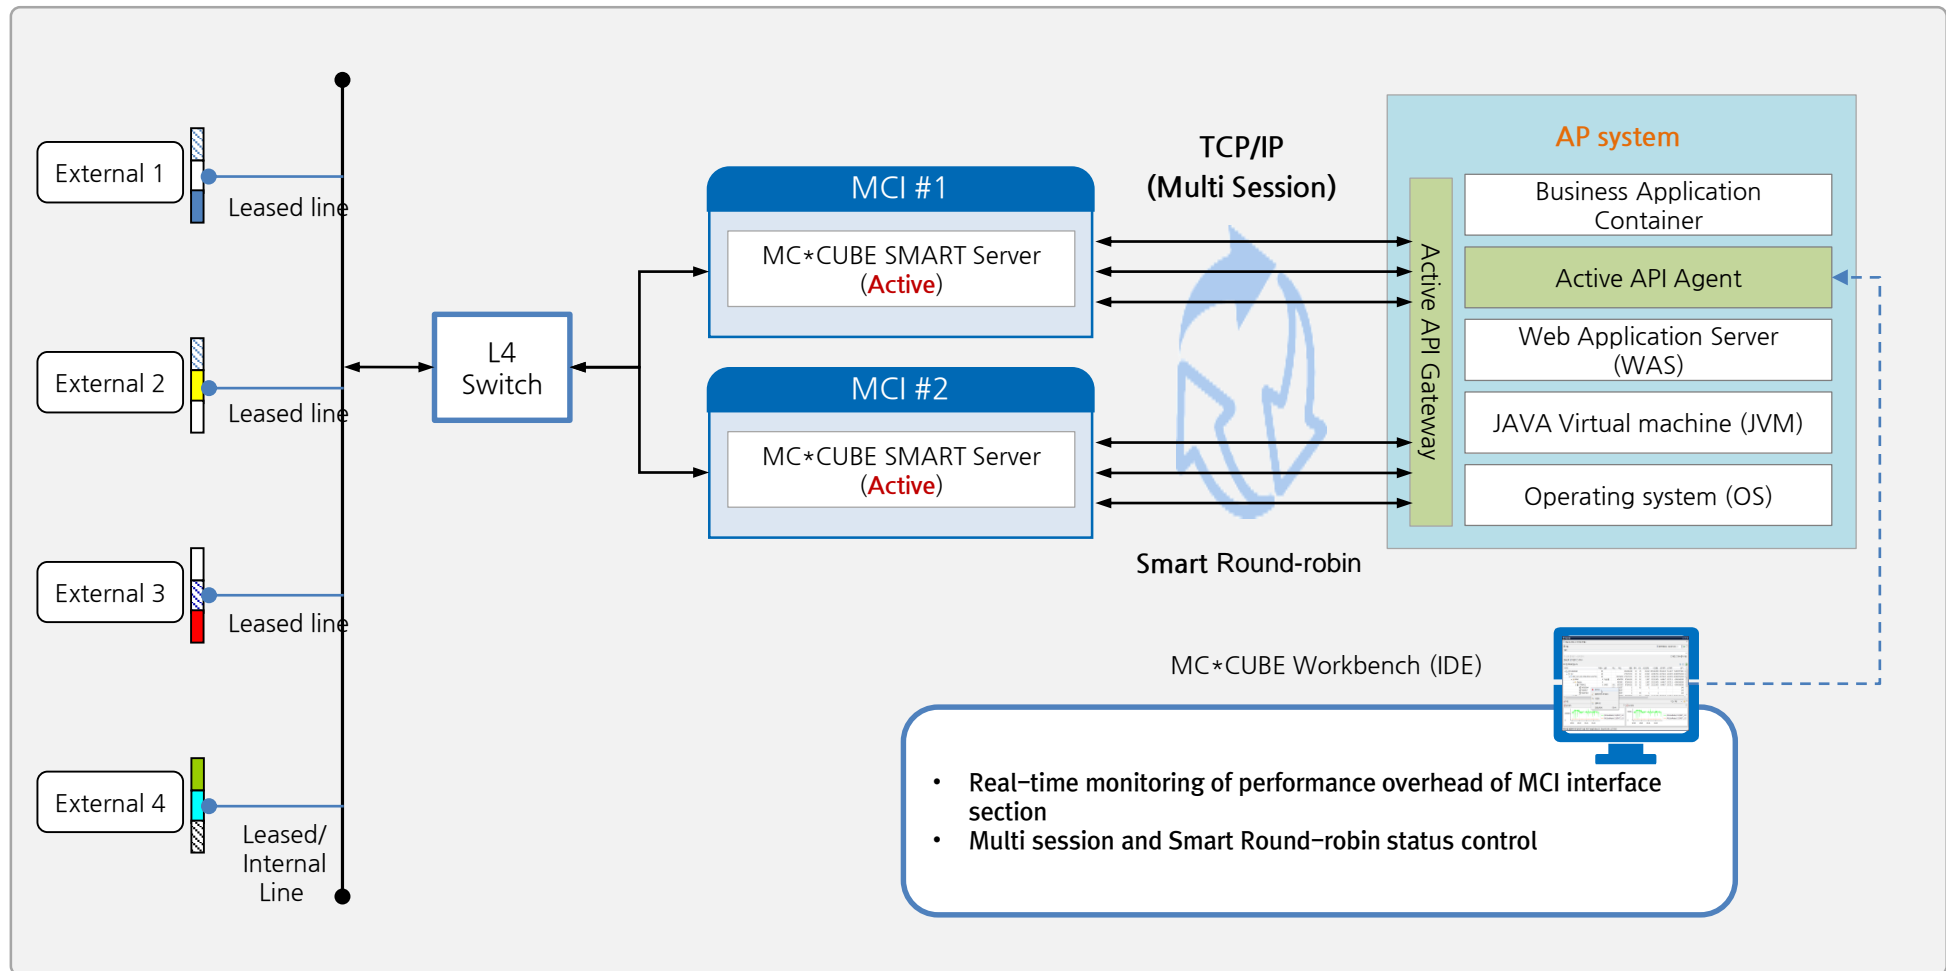 External 1
Leased line
External 2
Leased line
External 3
Leased line
External 4
Leased/
Internal
Line
L4
Switch
MCI #1
MC*CUBE SMART Server
(Active)
MCI #2
MC*CUBE SMART Server
(Active)
TCP/IP
(Multi Session)
Smart Round-robin
AP system
Active API Gateway
Business Application
Container
Active API Agent
Web Application Server
(WAS)
JAVA Virtual machine (JVM)
Operating system (OS)
MC*CUBE Workbench (IDE)
• Real-time monitoring of performance overhead of MCI interface
section
• Multi session and Smart Round-robin status control